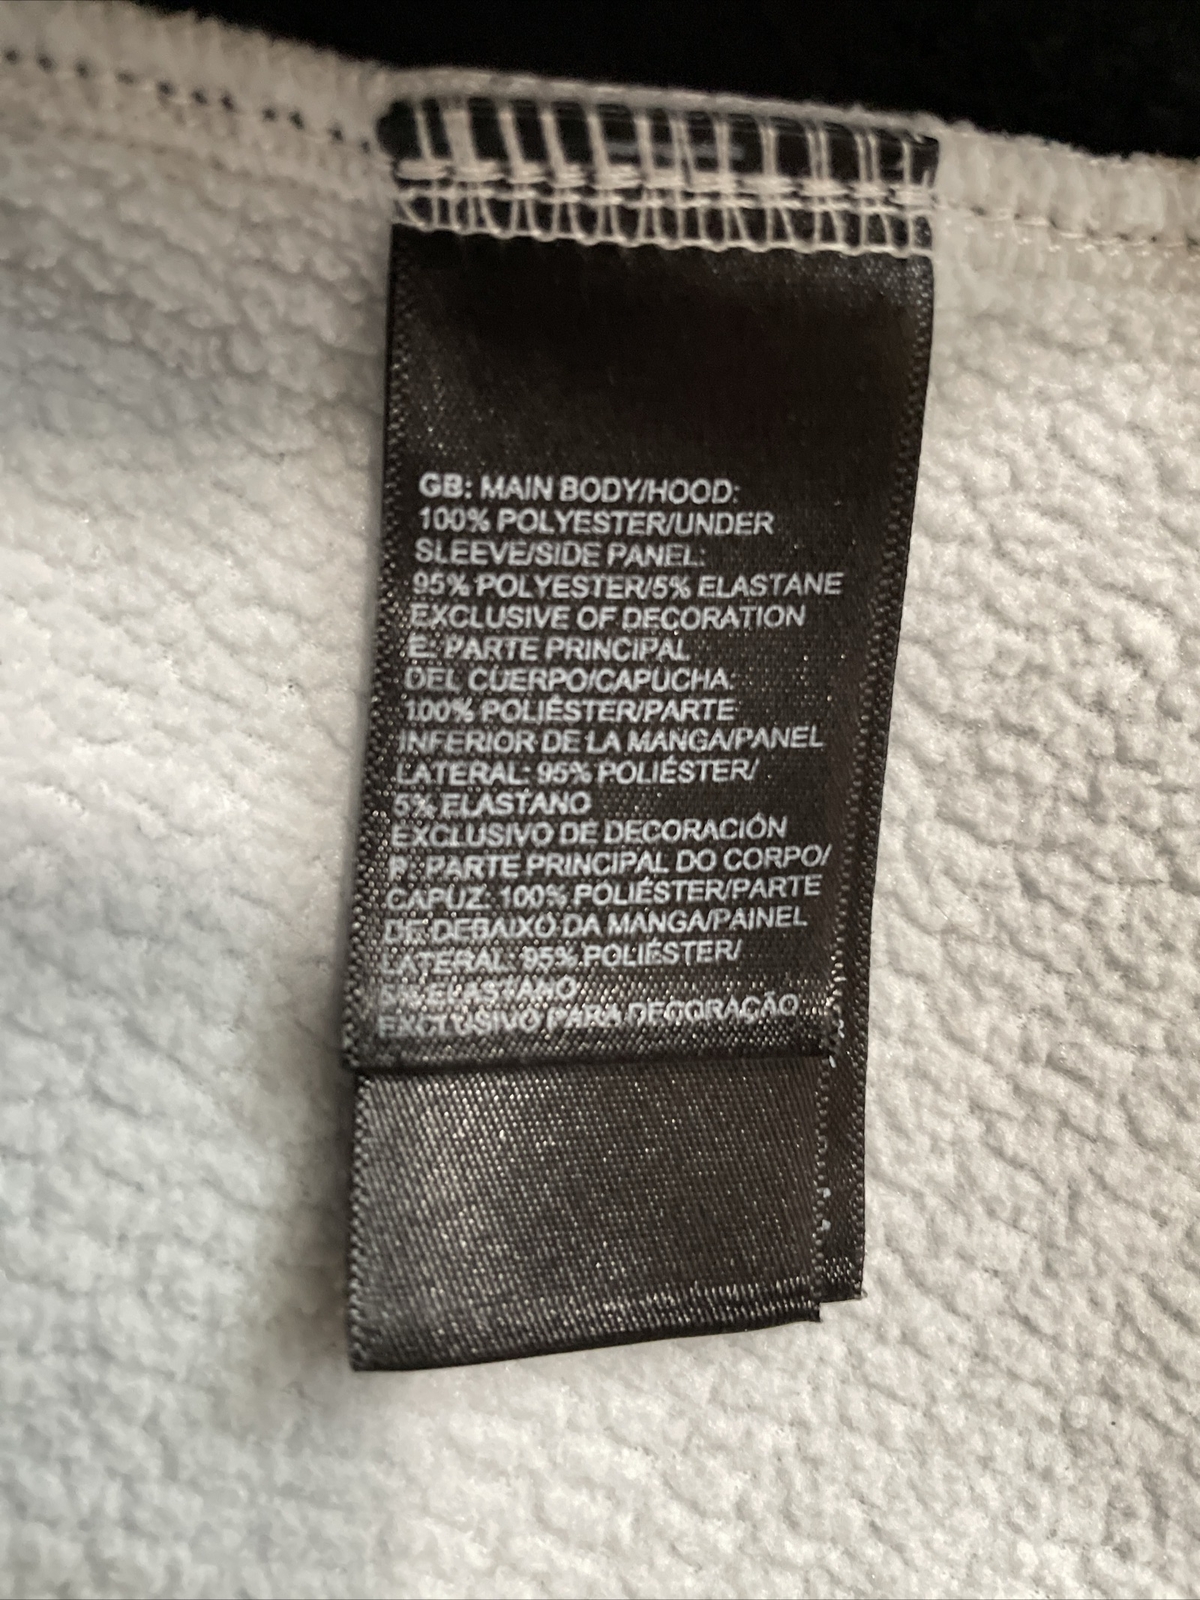 GB: MAIN BODY/HOOD:
100% POLYESTER/UNDER
SLEEVE/SIDE PANEL:
95% POLYESTER/5% ELASTANE
EXCLUSIVE OF DECORATION
E: PARTE PRINCIPAL
DEL CUERPO/CAPUCHA:
100% POLIÉSTER/PARTE
INFERIOR DE LA MANGA/PANEL
LATERAL: 95% POLIÉSTER/
5% ELASTANO
EXCLUSIVO DE DECORACIÓN
P: PARTE PRINCIPAL DO CORPO/
CAPUZ: 100% POLIÉSTER/PARTE
DE DEBAIXO DA MANGA/PAINEL
LATERAL: 95% POLIÉSTER/
5% ELASTANO
EXCLUSIVO PARA DECORAÇÃO